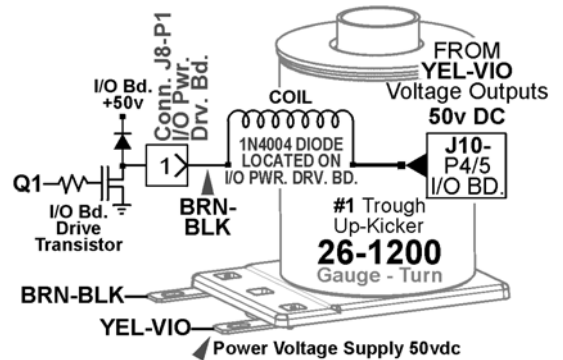 I/O Bd.
+50v
Conn. J8-P1
I/O Pwr.
Drv. Bd.
COIL
FROM
YEL-VIO
Voltage Outputs
50v DC
1N4004 DIODE
LOCATED ON
I/O PWR. DRV. BD.
1
J10-
P4/5
I/O BD.
Q1
I/O Bd.
Drive
Transistor
BRN-
BLK
#1 Trough
Up-Kicker
26-1200
Gauge - Turn
BRN-BLK
YEL-VIO
Power Voltage Supply 50vdc